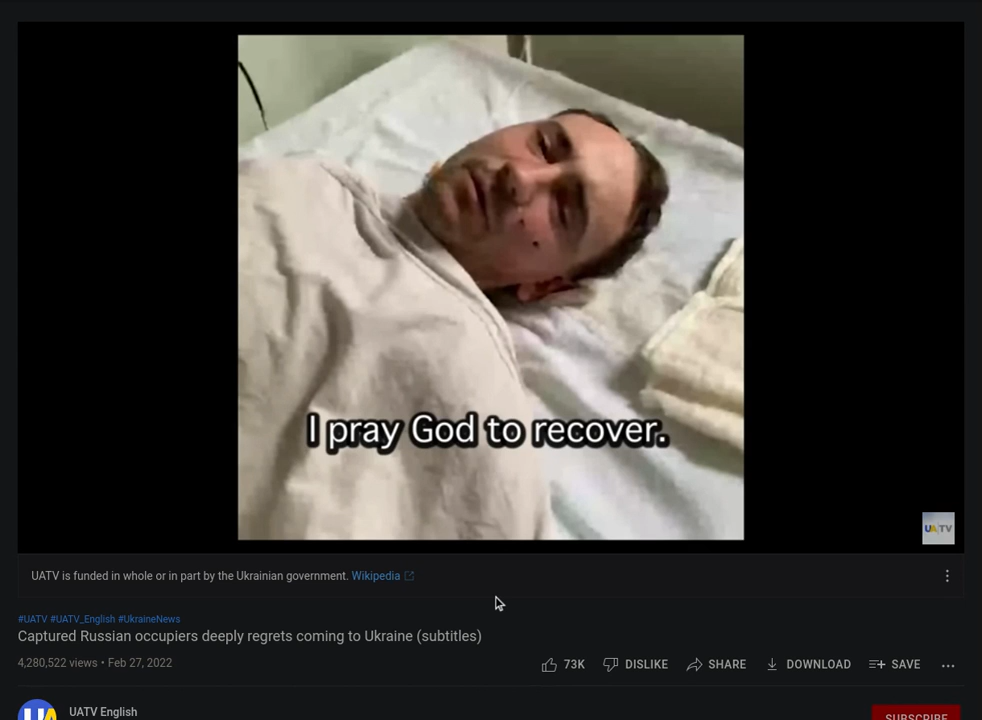 I pray God to recover.
UATV
UATV is funded in whole or in part by the Ukrainian government. Wikipedia
#UATV #UATV_English #UkraineNews
Captured Russian occupiers deeply regrets coming to Ukraine (subtitles)
4,280,522 views • Feb 27, 2022
73K DISLIKE SHARE DOWNLOAD SAVE
UA
UATV English
SUBSCRIBE